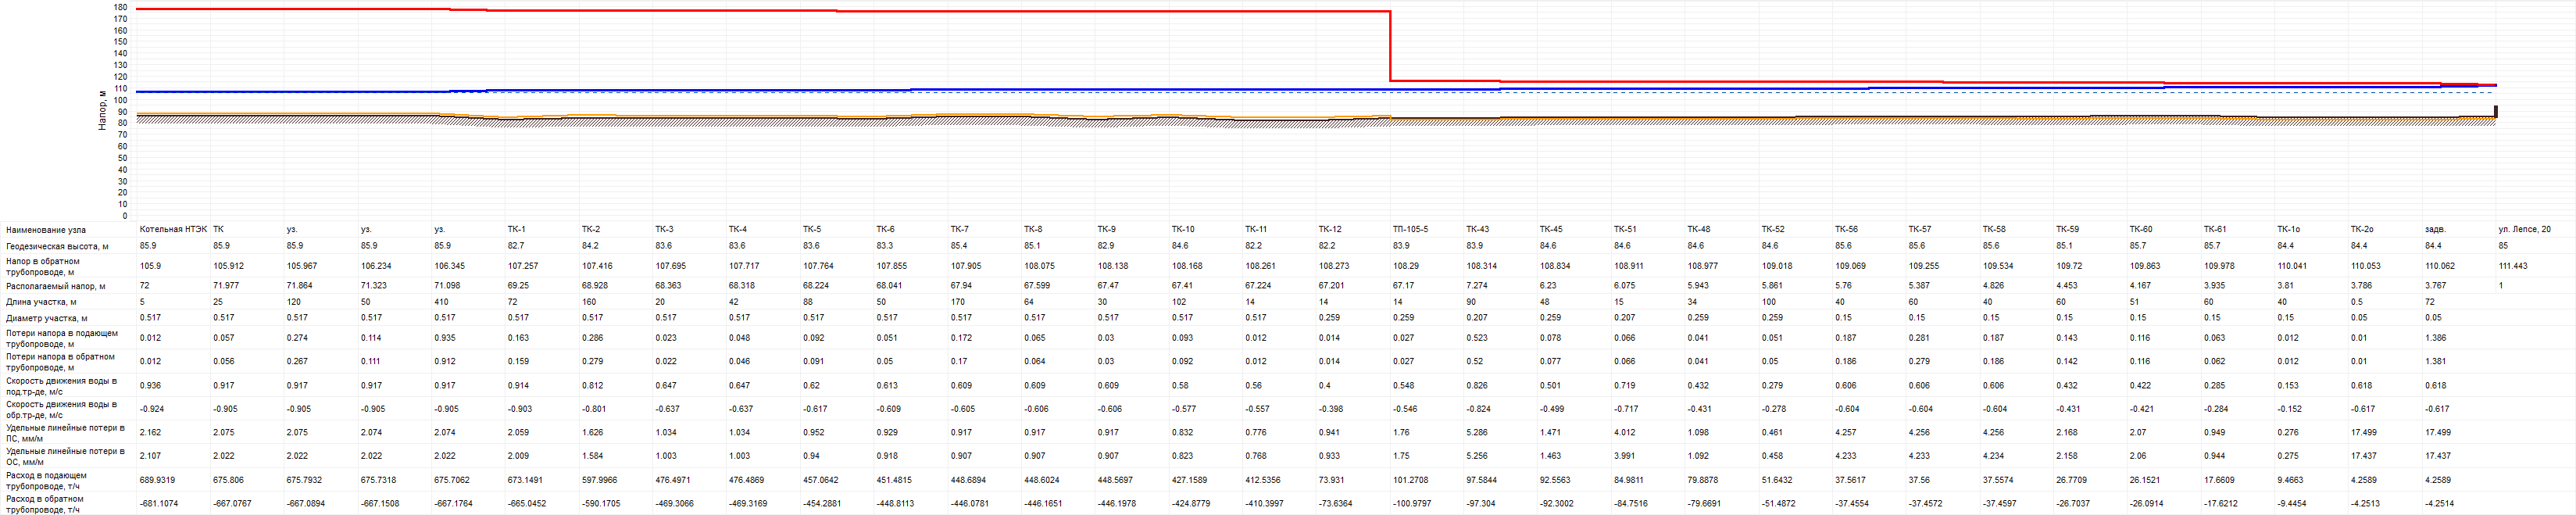 180
170
160
150
140
130
120
110
100
90
80
70
60
50
40
30
20
10
0
Напор, м
Наименование узла Котельная НТЭК ТК уз. уз. уз. ТК-1 ТК-2 ТК-3 ТК-4 ТК-5 ТК-6 ТК-7 ТК-8 ТК-9 ТК-10 ТК-11 ТК-12 ТП-105-5 ТК-43 ТК-45 ТК-51 ТК-48 ТК-52 ТК-56 ТК-57 ТК-58 ТК-59 ТК-60 ТК-61 ТК-1о ТК-2о задв. ул. Лепсе, 20
Геодезическая высота, м 85.9 85.9 85.9 85.9 85.9 82.7 84.2 83.6 83.6 83.6 83.3 85.4 85.1 82.9 84.6 82.2 82.2 83.9 83.9 84.6 84.6 84.6 84.6 85.6 85.6 85.6 85.1 85.7 85.7 84.4 84.4 84.4 85
Напор в обратном
трубопроводе, м 105.9 105.912 105.967 106.234 106.345 107.257 107.416 107.695 107.717 107.764 107.855 107.905 108.075 108.138 108.168 108.261 108.273 108.29 108.314 108.834 108.911 108.977 109.018 109.069 109.255 109.534 109.72 109.863 109.978 110.041 110.053 110.062 111.443
Располагаемый напор, м 72 71.977 71.864 71.323 71.098 69.25 68.928 68.363 68.318 68.224 68.041 67.94 67.599 67.47 67.41 67.224 67.201 67.17 7.274 6.23 6.075 5.943 5.861 5.76 5.387 4.826 4.453 4.167 3.935 3.81 3.786 3.767 1
Длина участка, м 5 25 120 50 410 72 160 20 42 88 50 170 64 30 102 14 14 14 90 48 15 34 100 40 60 40 60 51 60 40 0.5 72
Диаметр участка, м 0.517 0.517 0.517 0.517 0.517 0.517 0.517 0.517 0.517 0.517 0.517 0.517 0.517 0.517 0.517 0.517 0.259 0.259 0.207 0.259 0.207 0.259 0.259 0.15 0.15 0.15 0.15 0.15 0.15 0.15 0.05 0.05
Потери напора в подающем
трубопроводе, м 0.012 0.057 0.274 0.114 0.935 0.163 0.286 0.023 0.048 0.092 0.051 0.172 0.065 0.03 0.093 0.012 0.014 0.027 0.523 0.078 0.066 0.041 0.051 0.187 0.281 0.187 0.143 0.116 0.063 0.012 0.01 1.386
Потери напора в обратном
трубопроводе, м 0.012 0.056 0.267 0.111 0.912 0.159 0.279 0.022 0.046 0.091 0.05 0.17 0.064 0.03 0.092 0.012 0.014 0.027 0.52 0.077 0.066 0.041 0.05 0.186 0.279 0.186 0.142 0.116 0.062 0.012 0.01 1.381
Скорость движения воды в
под.тр-де, м/с 0.936 0.917 0.917 0.917 0.917 0.914 0.812 0.647 0.647 0.62 0.613 0.609 0.609 0.609 0.58 0.56 0.4 0.548 0.826 0.501 0.719 0.432 0.279 0.606 0.606 0.606 0.432 0.422 0.285 0.153 0.618 0.618
Скорость движения воды в
обр.тр-де, м/с -0.924 -0.905 -0.905 -0.905 -0.905 -0.903 -0.801 -0.637 -0.637 -0.617 -0.609 -0.605 -0.606 -0.606 -0.577 -0.557 -0.398 -0.546 -0.824 -0.499 -0.717 -0.431 -0.278 -0.604 -0.604 -0.604 -0.431 -0.421 -0.284 -0.152 -0.617 -0.617
Удельные линейные потери в
ПС, мм/м 2.162 2.075 2.075 2.074 2.074 2.059 1.626 1.034 1.034 0.952 0.929 0.917 0.917 0.917 0.832 0.776 0.941 1.76 5.286 1.471 4.012 1.098 0.461 4.257 4.256 4.256 2.168 2.07 0.949 0.276 17.499 17.499
Удельные линейные потери в
ОС, мм/м 2.107 2.022 2.022 2.022 2.022 2.009 1.584 1.003 1.003 0.94 0.918 0.907 0.907 0.907 0.823 0.768 0.933 1.75 5.256 1.463 3.991 1.092 0.458 4.233 4.233 4.234 2.158 2.06 0.944 0.275 17.437 17.437
Расход в подающем
трубопроводе, т/ч 689.9319 675.806 675.7932 675.7318 675.7062 673.1491 597.9966 476.4971 476.4869 457.0642 451.4815 448.6894 448.6024 448.5697 427.1589 412.5356 73.931 101.2708 97.5844 92.5563 84.9811 79.8878 51.6432 37.5617 37.56 37.5574 26.7709 26.1521 17.6609 9.4663 4.2589 4.2589
Расход в обратном
трубопроводе, т/ч -681.1074 -667.0767 -667.0894 -667.1508 -667.1764 -665.0452 -590.1705 -469.3066 -469.3169 -454.2881 -448.8113 -446.0781 -446.1651 -446.1978 -424.8779 -410.3997 -73.6364 -100.9797 -97.304 -92.3002 -84.7516 -79.6691 -51.4872 -37.4554 -37.4572 -37.4597 -26.7037 -26.0914 -17.6212 -9.4454 -4.2513 -4.2514